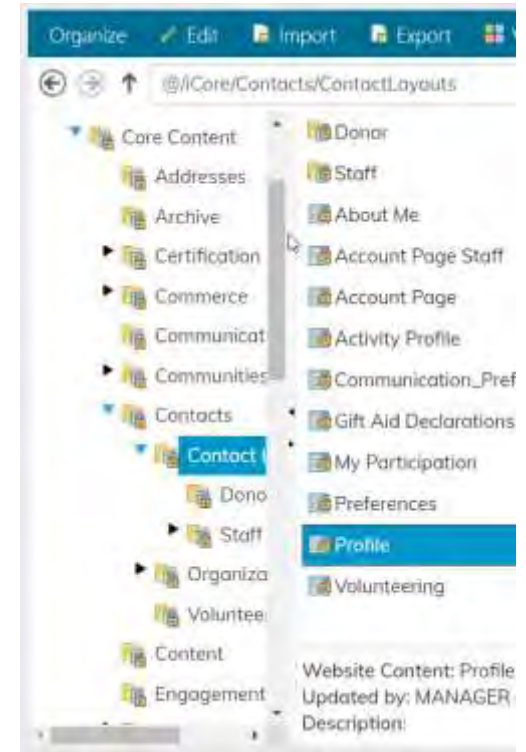 Organize Edit Import Export
@/iCore/Contacts/ContactLayouts
Core Content
Addresses
Archive
Certification
Commerce
Communicat
Communities
Contacts
Contact
Dono
Staff
Organiza
Voluntee
Content
Engagement
Donor
Staff
About Me
Account Page Staff
Account Page
Activity Profile
Communication_Pref
Gift Aid Declarations
My Participation
Preferences
Profile
Volunteering
Website Content: Profile
Updated by: MANAGER
Description: